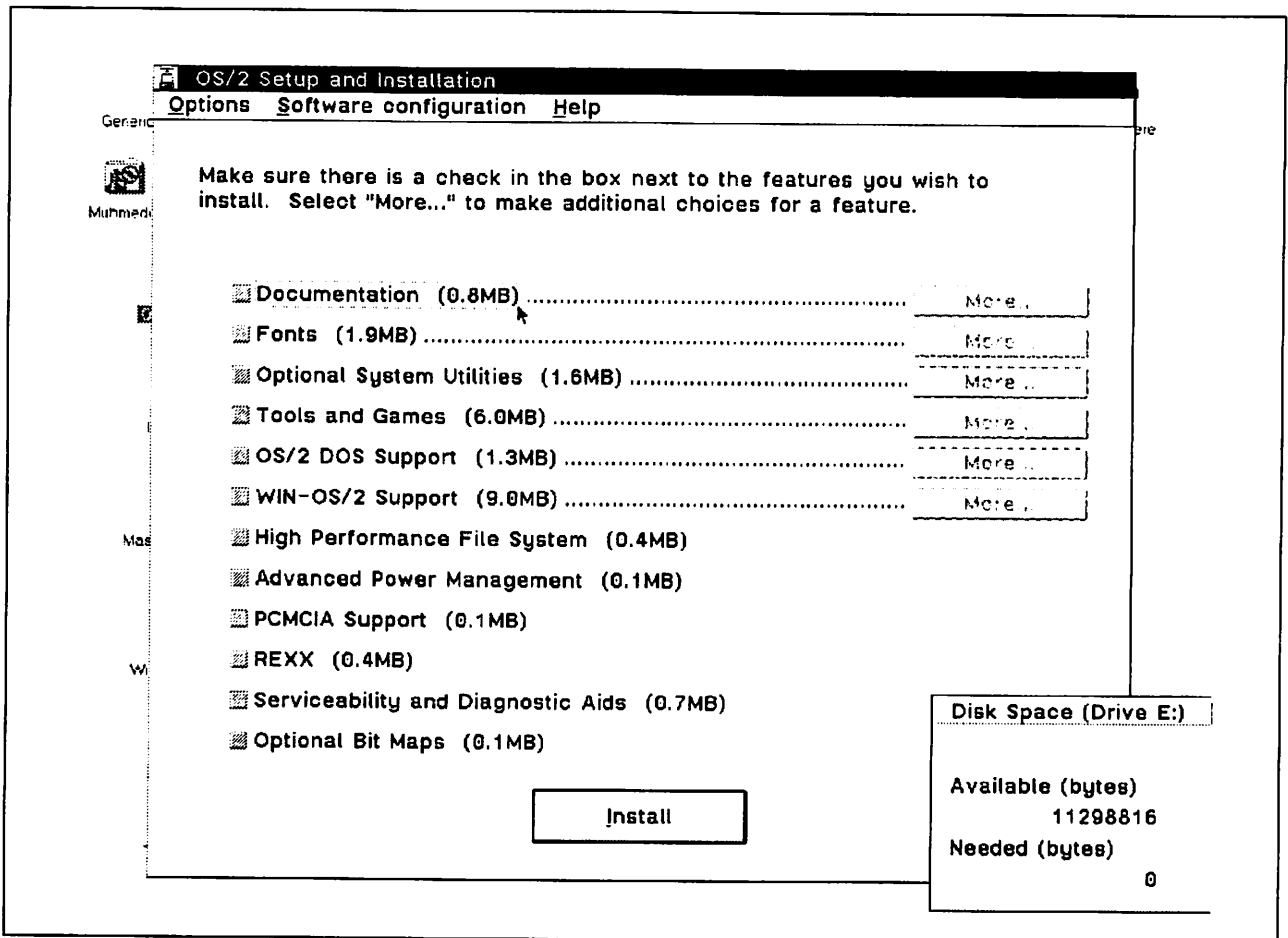 OS/2 Setup and Installation
Options Software configuration Help
Make sure there is a check in the box next to the features you wish to
install. Select "More..." to make additional choices for a feature.
Documentation (0.8MB) More...
Fonts (1.9MB) More...
Optional System Utilities (1.6MB) More...
Tools and Games (6.0MB) More...
OS/2 DOS Support (1.3MB) More...
WIN-OS/2 Support (9.0MB) More...
High Performance File System (0.4MB)
Advanced Power Management (0.1MB)
PCMCIA Support (0.1MB)
REXX (0.4MB)
Serviceability and Diagnostic Aids (0.7MB)
Optional Bit Maps (0.1MB)
Install
Disk Space (Drive E:)
Available (bytes)
11298816
Needed (bytes)
0